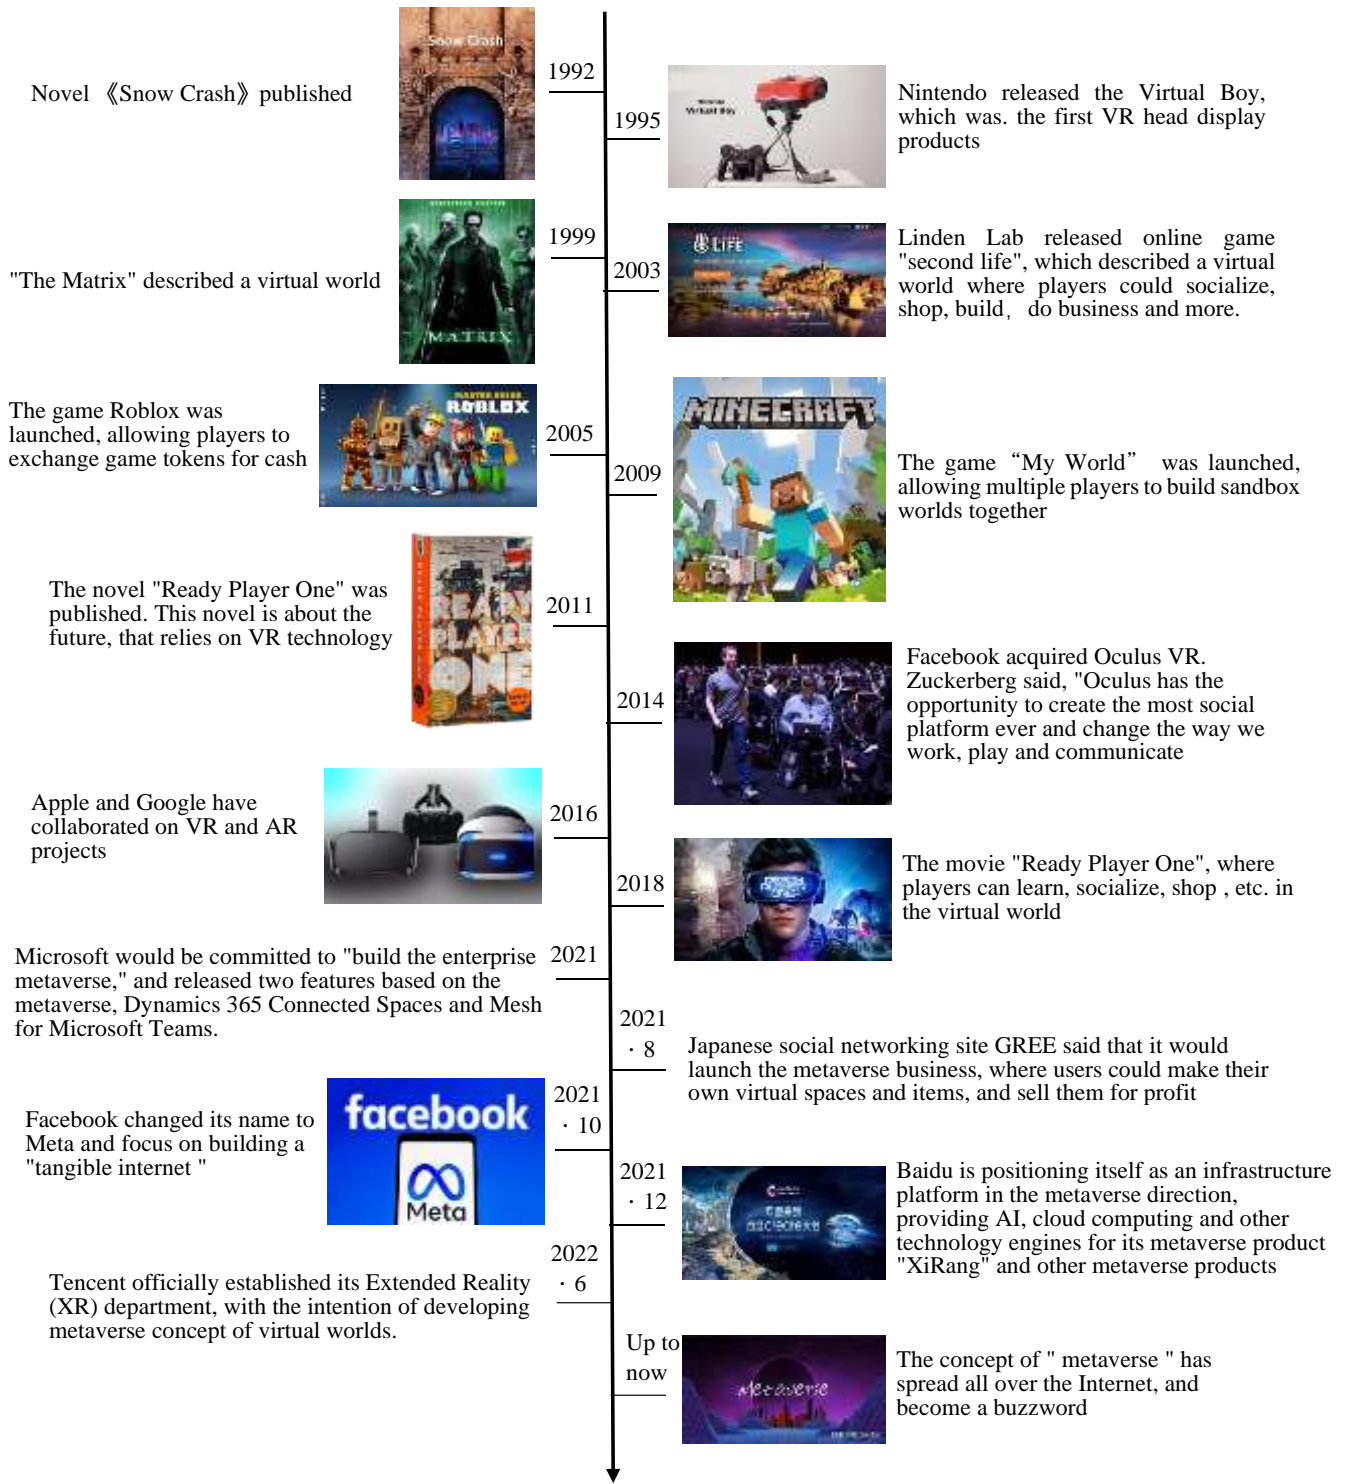 Snow Crash
1992
Novel 《Snow Crash》published
1995
Virtual Boy
Nintendo released the Virtual Boy,
which was. the first VR head display
products
1999
"The Matrix" described a virtual world
MATRIX
2003
LIFE
Linden Lab released online game
"second life", which described a virtual
world where players could socialize,
shop, build, do business and more.
The game Roblox was
launched, allowing players to
exchange game tokens for cash
ROBLOX
2005
2009
MINECRAFT
The game “My World” was launched,
allowing multiple players to build sandbox
worlds together
The novel "Ready Player One" was
published. This novel is about the
future, that relies on VR technology
READY
PLAYER
ONE
2011
2014
Facebook acquired Oculus VR.
Zuckerberg said, "Oculus has the
opportunity to create the most social
platform ever and change the way we
work, play and communicate
Apple and Google have
collaborated on VR and AR
projects
2016
2018
The movie "Ready Player One", where
players can learn, socialize, shop , etc. in
the virtual world
Microsoft would be committed to "build the enterprise
metaverse," and released two features based on the
metaverse, Dynamics 365 Connected Spaces and Mesh
for Microsoft Teams.
2021
2021
· 8
Japanese social networking site GREE said that it would
launch the metaverse business, where users could make their
own virtual spaces and items, and sell them for profit
Facebook changed its name to
Meta and focus on building a
"tangible internet "
facebook
Meta
2021
· 10
2021
· 12
Baidu is positioning itself as an infrastructure
platform in the metaverse direction,
providing AI, cloud computing and other
technology engines for its metaverse product
"XiRang" and other metaverse products
2022
· 6
Tencent officially established its Extended Reality
(XR) department, with the intention of developing
metaverse concept of virtual worlds.
Up to
now
Metaverse
The concept of " metaverse " has
spread all over the Internet, and
become a buzzword